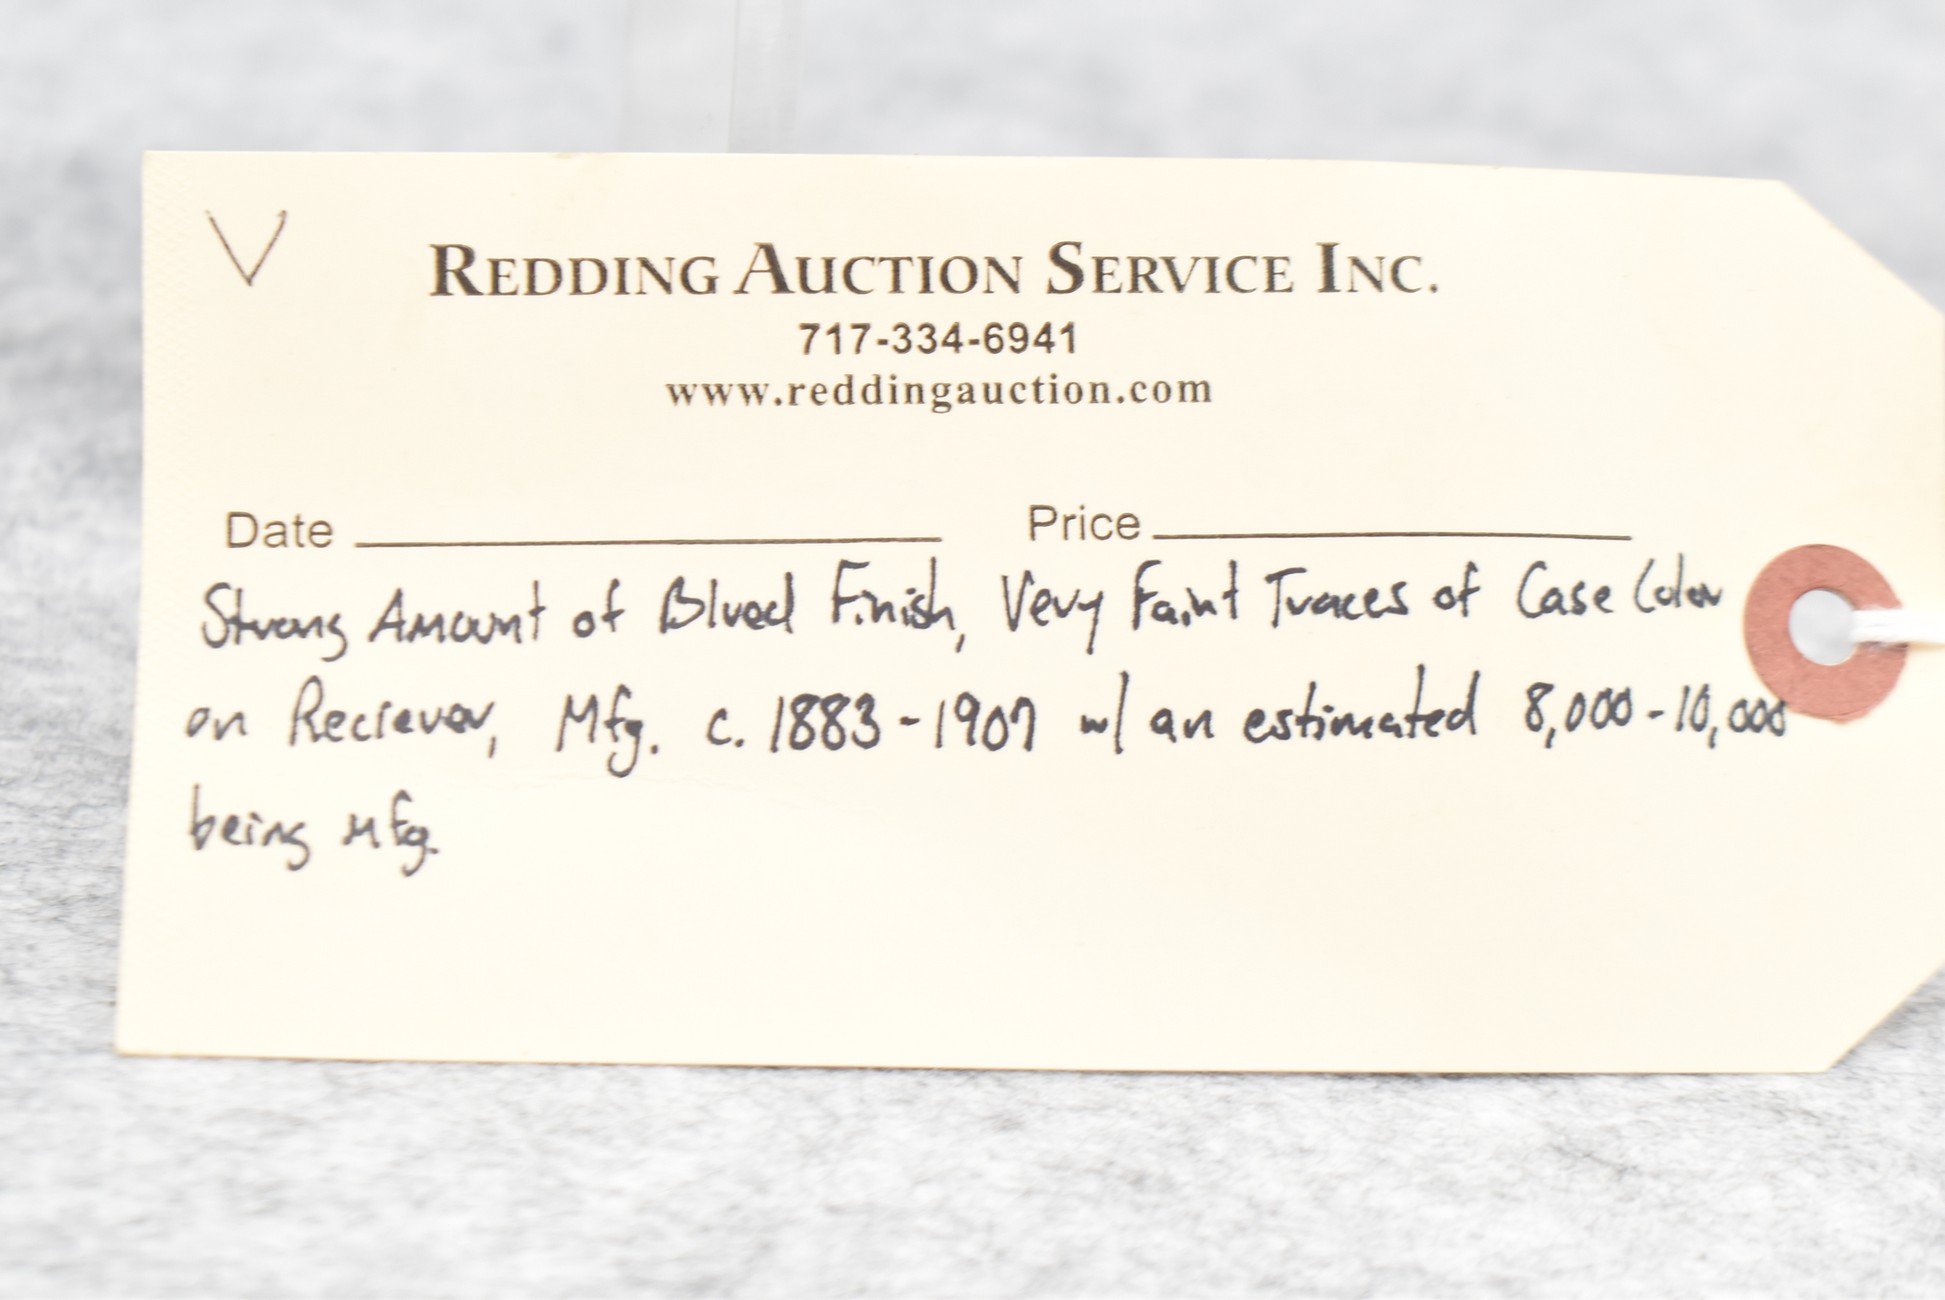 V
REDDING AUCTION SERVICE INC.
717-334-6941
www.reddingauction.com
Date Price
Strong Amount of Blued Finish, Very Faint Traces of Case Color
on Reciever, Mfg. c. 1883-1907 w/ an estimated 8,000-10,000
being mfg.